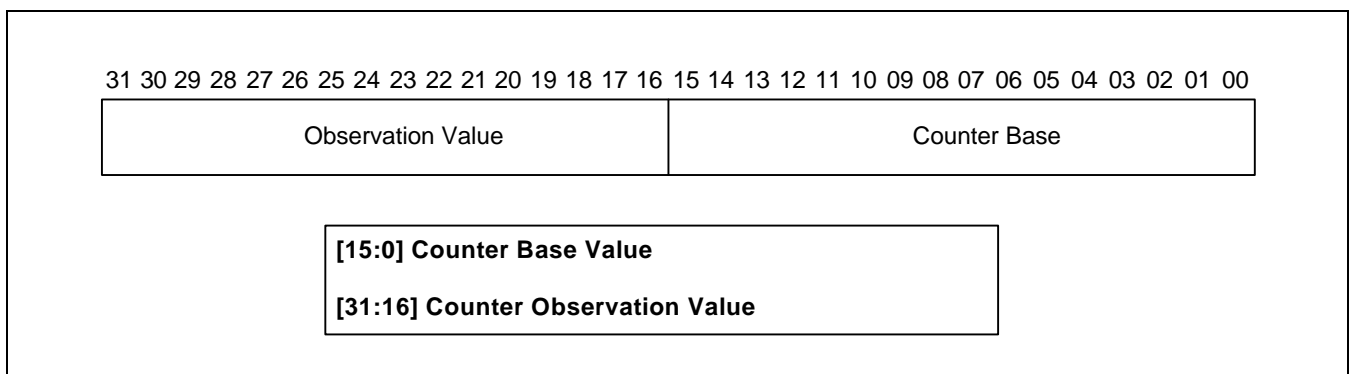 31 30 29 28 27 26 25 24 23 22 21 20 19 18 17 16 15 14 13 12 11 10 09 08 07 06 05 04 03 02 01 00
Observation Value Counter Base
[15:0] Counter Base Value
[31:16] Counter Observation Value